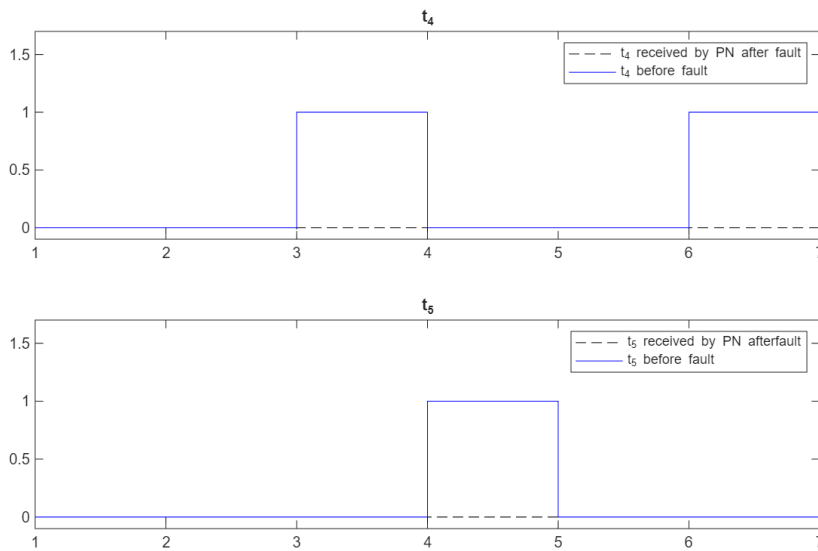 t₄
1.5
1
0.5
0
t₄ received by PN after fault
t₄ before fault
1 2 3 4 5 6 7
t₅
1.5
1
0.5
0
t₅ received by PN afterfault
t₅ before fault
1 2 3 4 5 6 7